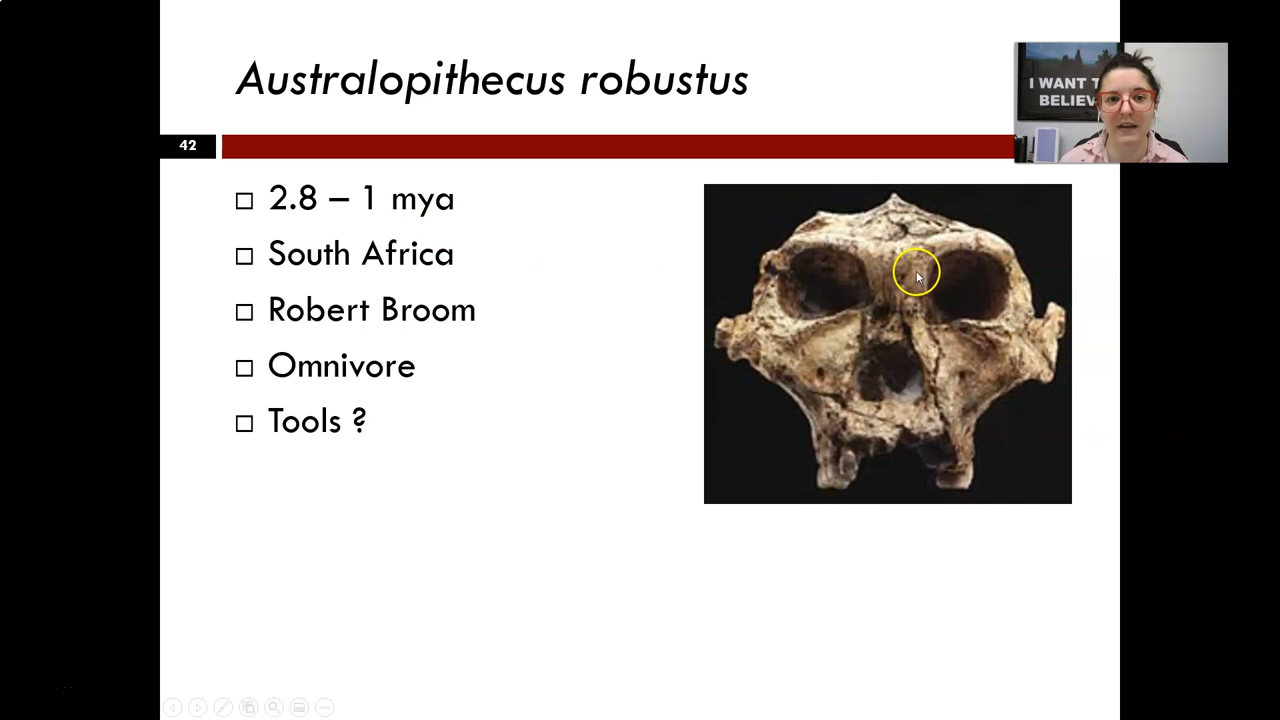 Australopithecus robustus
I WANT T
BELIEV
42
2.8 – 1 mya
South Africa
Robert Broom
Omnivore
Tools ?